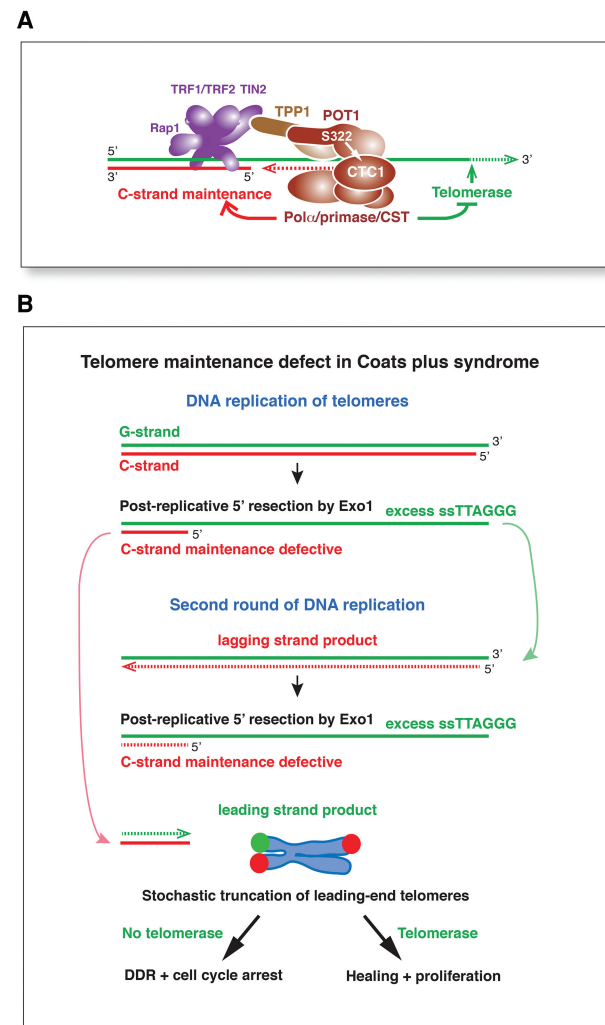 A
TRF1/TRF2 TIN2
TPP1
POT1
Rap1
S322
5’
3’
CTC1
3’
5’
C-strand maintenance
Telomerase
Polα/primase/CST
B
Telomere maintenance defect in Coats plus syndrome
DNA replication of telomeres
G-strand
3’
5’
C-strand
Post-replicative 5’ resection by Exo1
excess ssTTAGGG
5’
C-strand maintenance defective
Second round of DNA replication
lagging strand product
3’
5’
Post-replicative 5’ resection by Exo1
excess ssTTAGGG
5’
C-strand maintenance defective
leading strand product
Stochastic truncation of leading-end telomeres
No telomerase
Telomerase
DDR + cell cycle arrest
Healing + proliferation